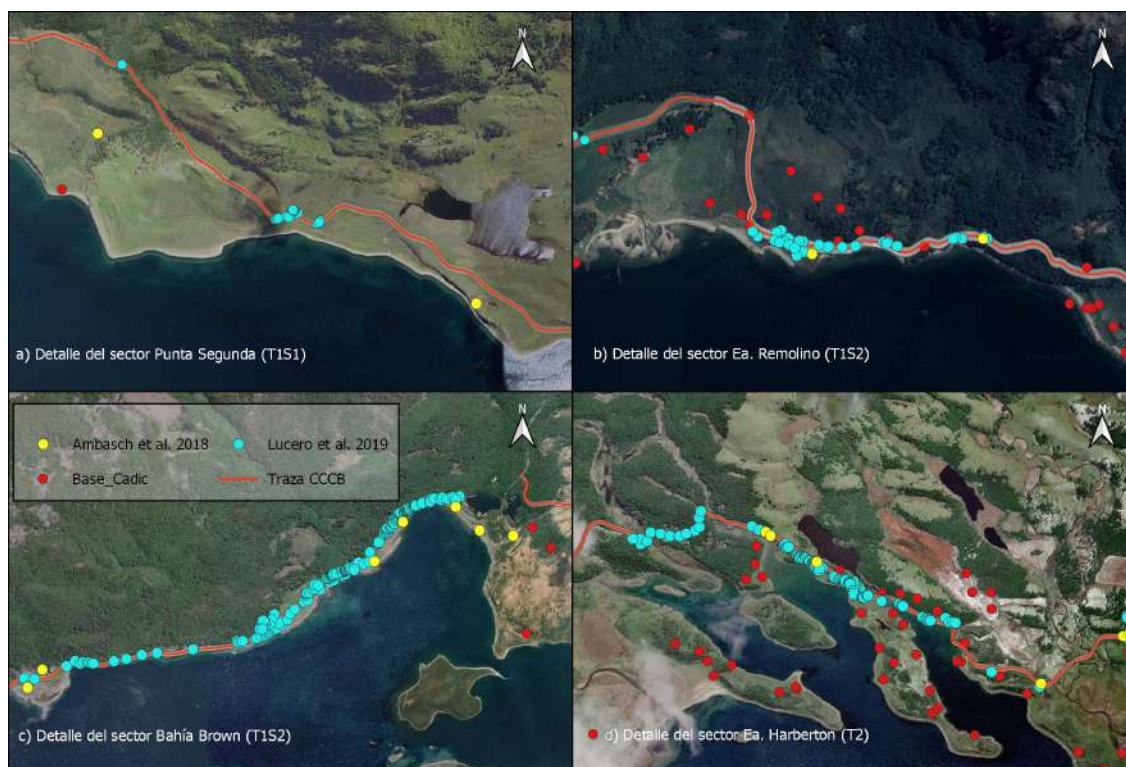 N
N
a) Detalle del sector Punta Segunda (T1S1)
b) Detalle del sector Ea. Remolino (T1S2)
N
N
Ambasch et al. 2018
Lucero et al. 2019
Base_Cadic
Traza CCCB
c) Detalle del sector Bahía Brown (T1S2)
d) Detalle del sector Ea. Harberton (T2)